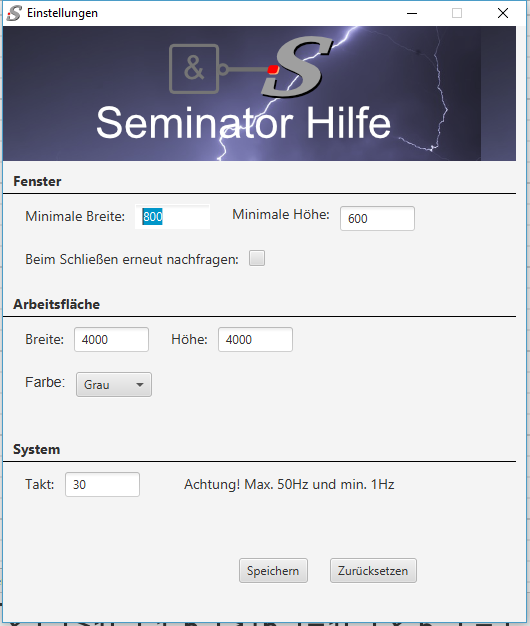 Einstellungen
&
S
Seminator Hilfe
Fenster
Minimale Breite: 800 Minimale Höhe: 600
Beim Schließen erneut nachfragen:
Arbeitsfläche
Breite: 4000 Höhe: 4000
Farbe: Grau
System
Takt: 30 Achtung! Max. 50Hz und min. 1Hz
Speichern Zurücksetzen